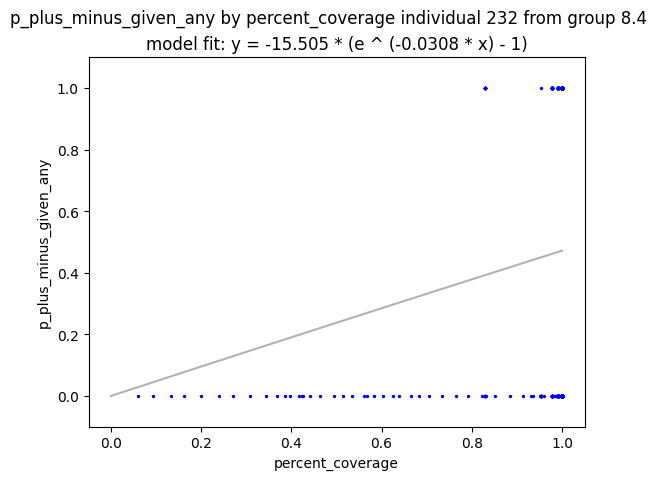 p_plus_minus_given_any by percent_coverage individual 232 from group 8.4
model fit: y = -15.505 * (e ^ (-0.0308 * x) - 1)
1.0
0.8
0.6
0.4
0.2
0.0
p_plus_minus_given_any
0.0 0.2 0.4 0.6 0.8 1.0
percent_coverage